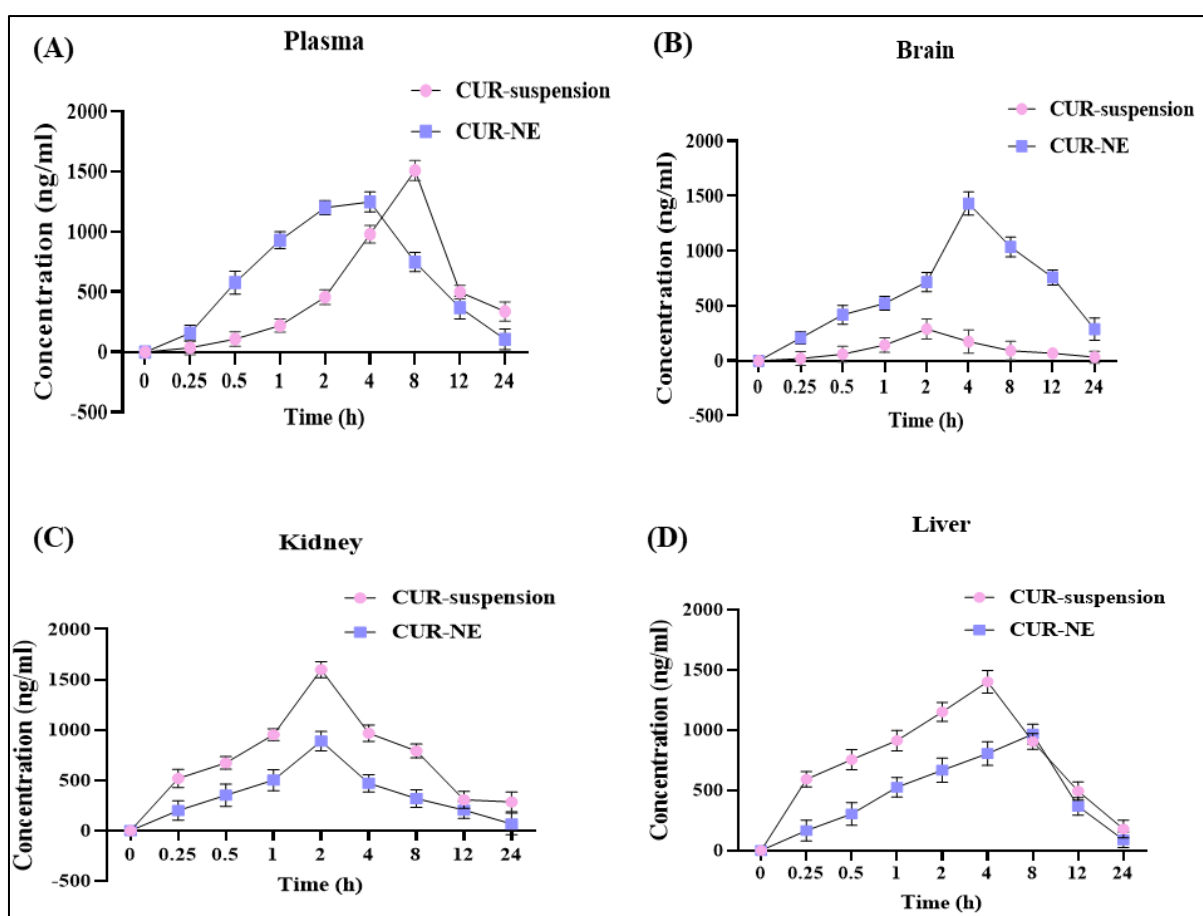 (A)
Plasma
CUR-suspension
CUR-NE
Concentration (ng/ml)
2000
1500
1000
500
0
-500
0 0.25 0.5 1 2 4 8 12 24
Time (h)
(B)
Brain
CUR-suspension
CUR-NE
Concentration (ng/ml)
2000
1500
1000
500
0
-500
0 0.25 0.5 1 2 4 8 12 24
Time (h)
(C)
Kidney
CUR-suspension
CUR-NE
Concentration (ng/ml)
2000
1500
1000
500
0
-500
0 0.25 0.5 1 2 4 8 12 24
Time (h)
(D)
Liver
CUR-suspension
CUR-NE
Concentration (ng/ml)
2000
1500
1000
500
0
0 0.25 0.5 1 2 4 8 12 24
Time (h)